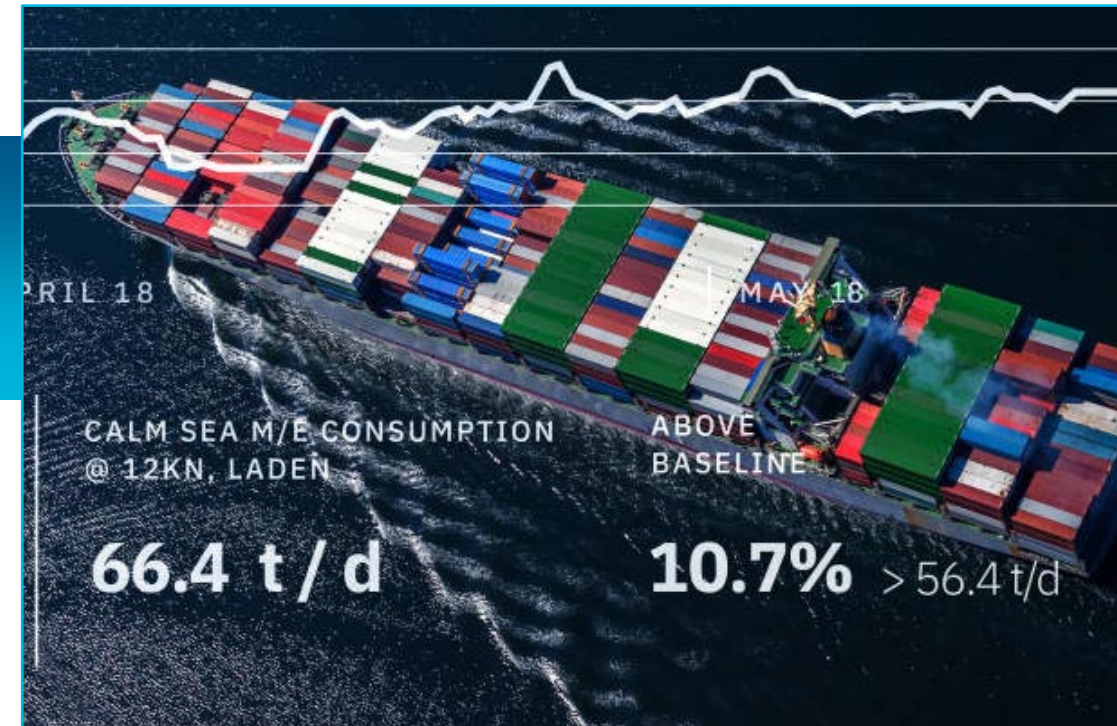 PRIL 18
MAY 18
CALM SEA M/E CONSUMPTION
@ 12KN, LADEN
ABOVE
BASELINE
66.4 t/d
10.7% > 56.4 t/d